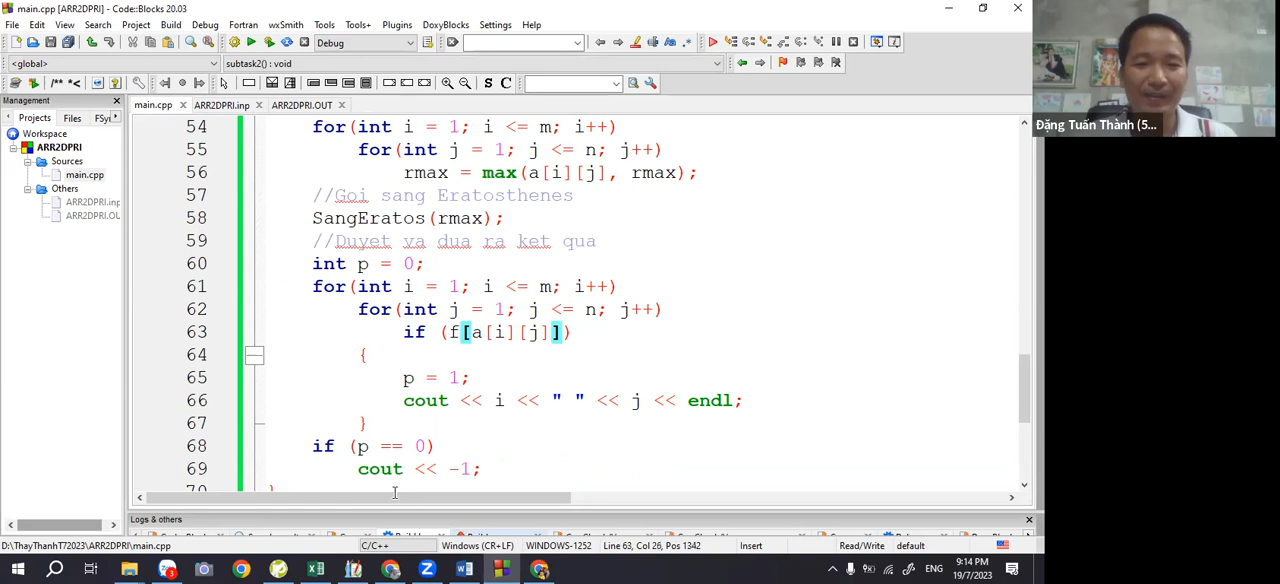 main.cpp [ARR2DPRI] - Code::Blocks 20.03
File Edit View Search Project Build Debug Fortran wxSmith Tools Tools+ Plugins DoxyBlocks Settings Help
Debug
<global>
subtask2() : void
/** *<
S C
Management
Projects Files FSy
Workspace
ARR2DPRI
Sources
main.cpp
Others
ARR2DPRI.inp
ARR2DPRI.OU
main.cpp ARR2DPRI.inp ARR2DPRI.OUT
54 for(int i = 1; i <= m; i++)
55 for(int j = 1; j <= n; j++)
56 rmax = max(a[i][j], rmax);
57 //Goi sang Eratosthenes
58 SangEratos(rmax);
59 //Duyet va dua ra ket qua
60 int p = 0;
61 for(int i = 1; i <= m; i++)
62 for(int j = 1; j <= n; j++)
63 if (f[a[i][j]])
64 {
65 p = 1;
66 cout << i << " " << j << endl;
67 }
68 if (p == 0)
69 cout << -1;
70 }
Đặng Tuấn Thành (5...
Logs & others
D:\ThayThanhT72023\ARR2DPRI\main.cpp C/C++ Windows (CR+LF) WINDOWS-1252 Line 63, Col 26, Pos 1342 Insert Read/Write default
ENG
9:14 PM
19/7/2023